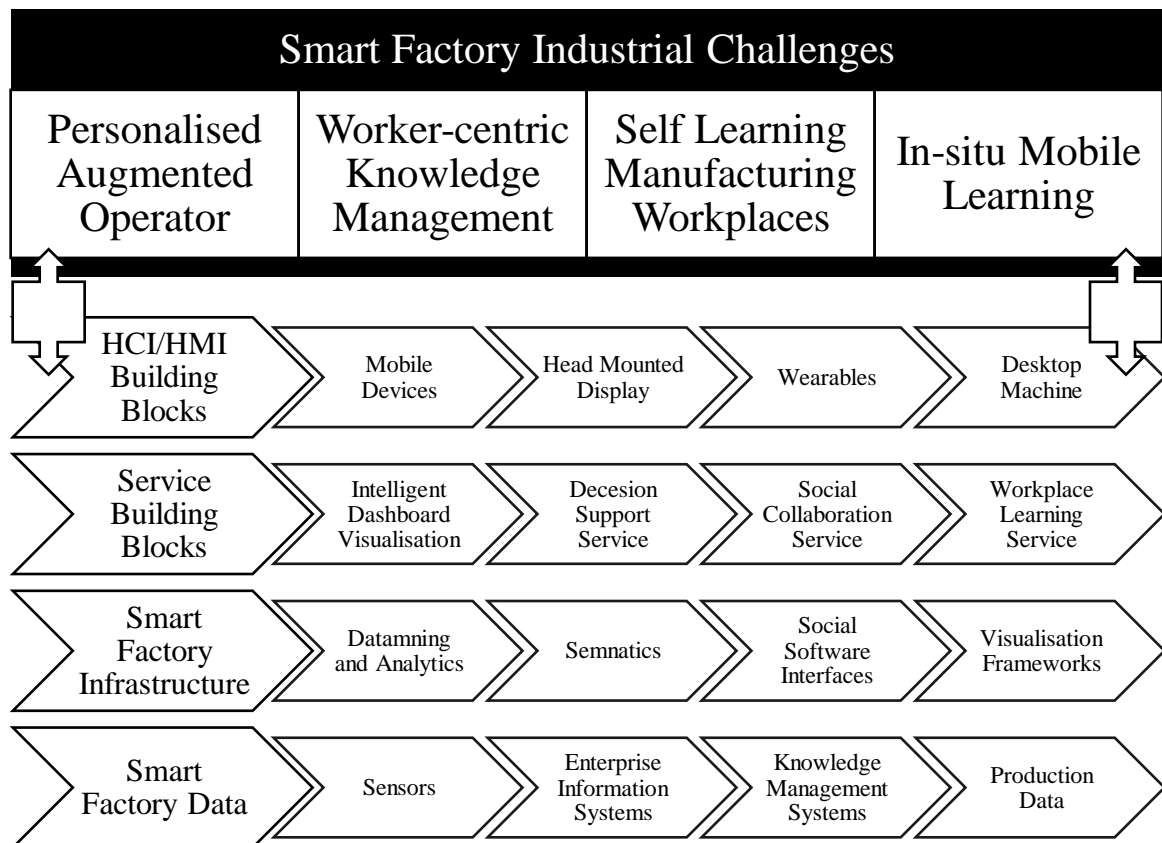 Smart Factory Industrial Challenges
Personalised
Augmented
Operator
Worker-centric
Knowledge
Management
Self Learning
Manufacturing
Workplaces
In-situ Mobile
Learning
HCI/HMI
Building
Blocks
Mobile
Devices
Head Mounted
Display
Wearables
Desktop
Machine
Service
Building
Blocks
Intelligent
Dashboard
Visualisation
Decesion
Support
Service
Social
Collaboration
Service
Workplace
Learning
Service
Smart
Factory
Infrastructure
Datamning
and Analytics
Semnatics
Social
Software
Interfaces
Visualisation
Frameworks
Smart
Factory Data
Sensors
Enterprise
Information
Systems
Knowledge
Management
Systems
Production
Data